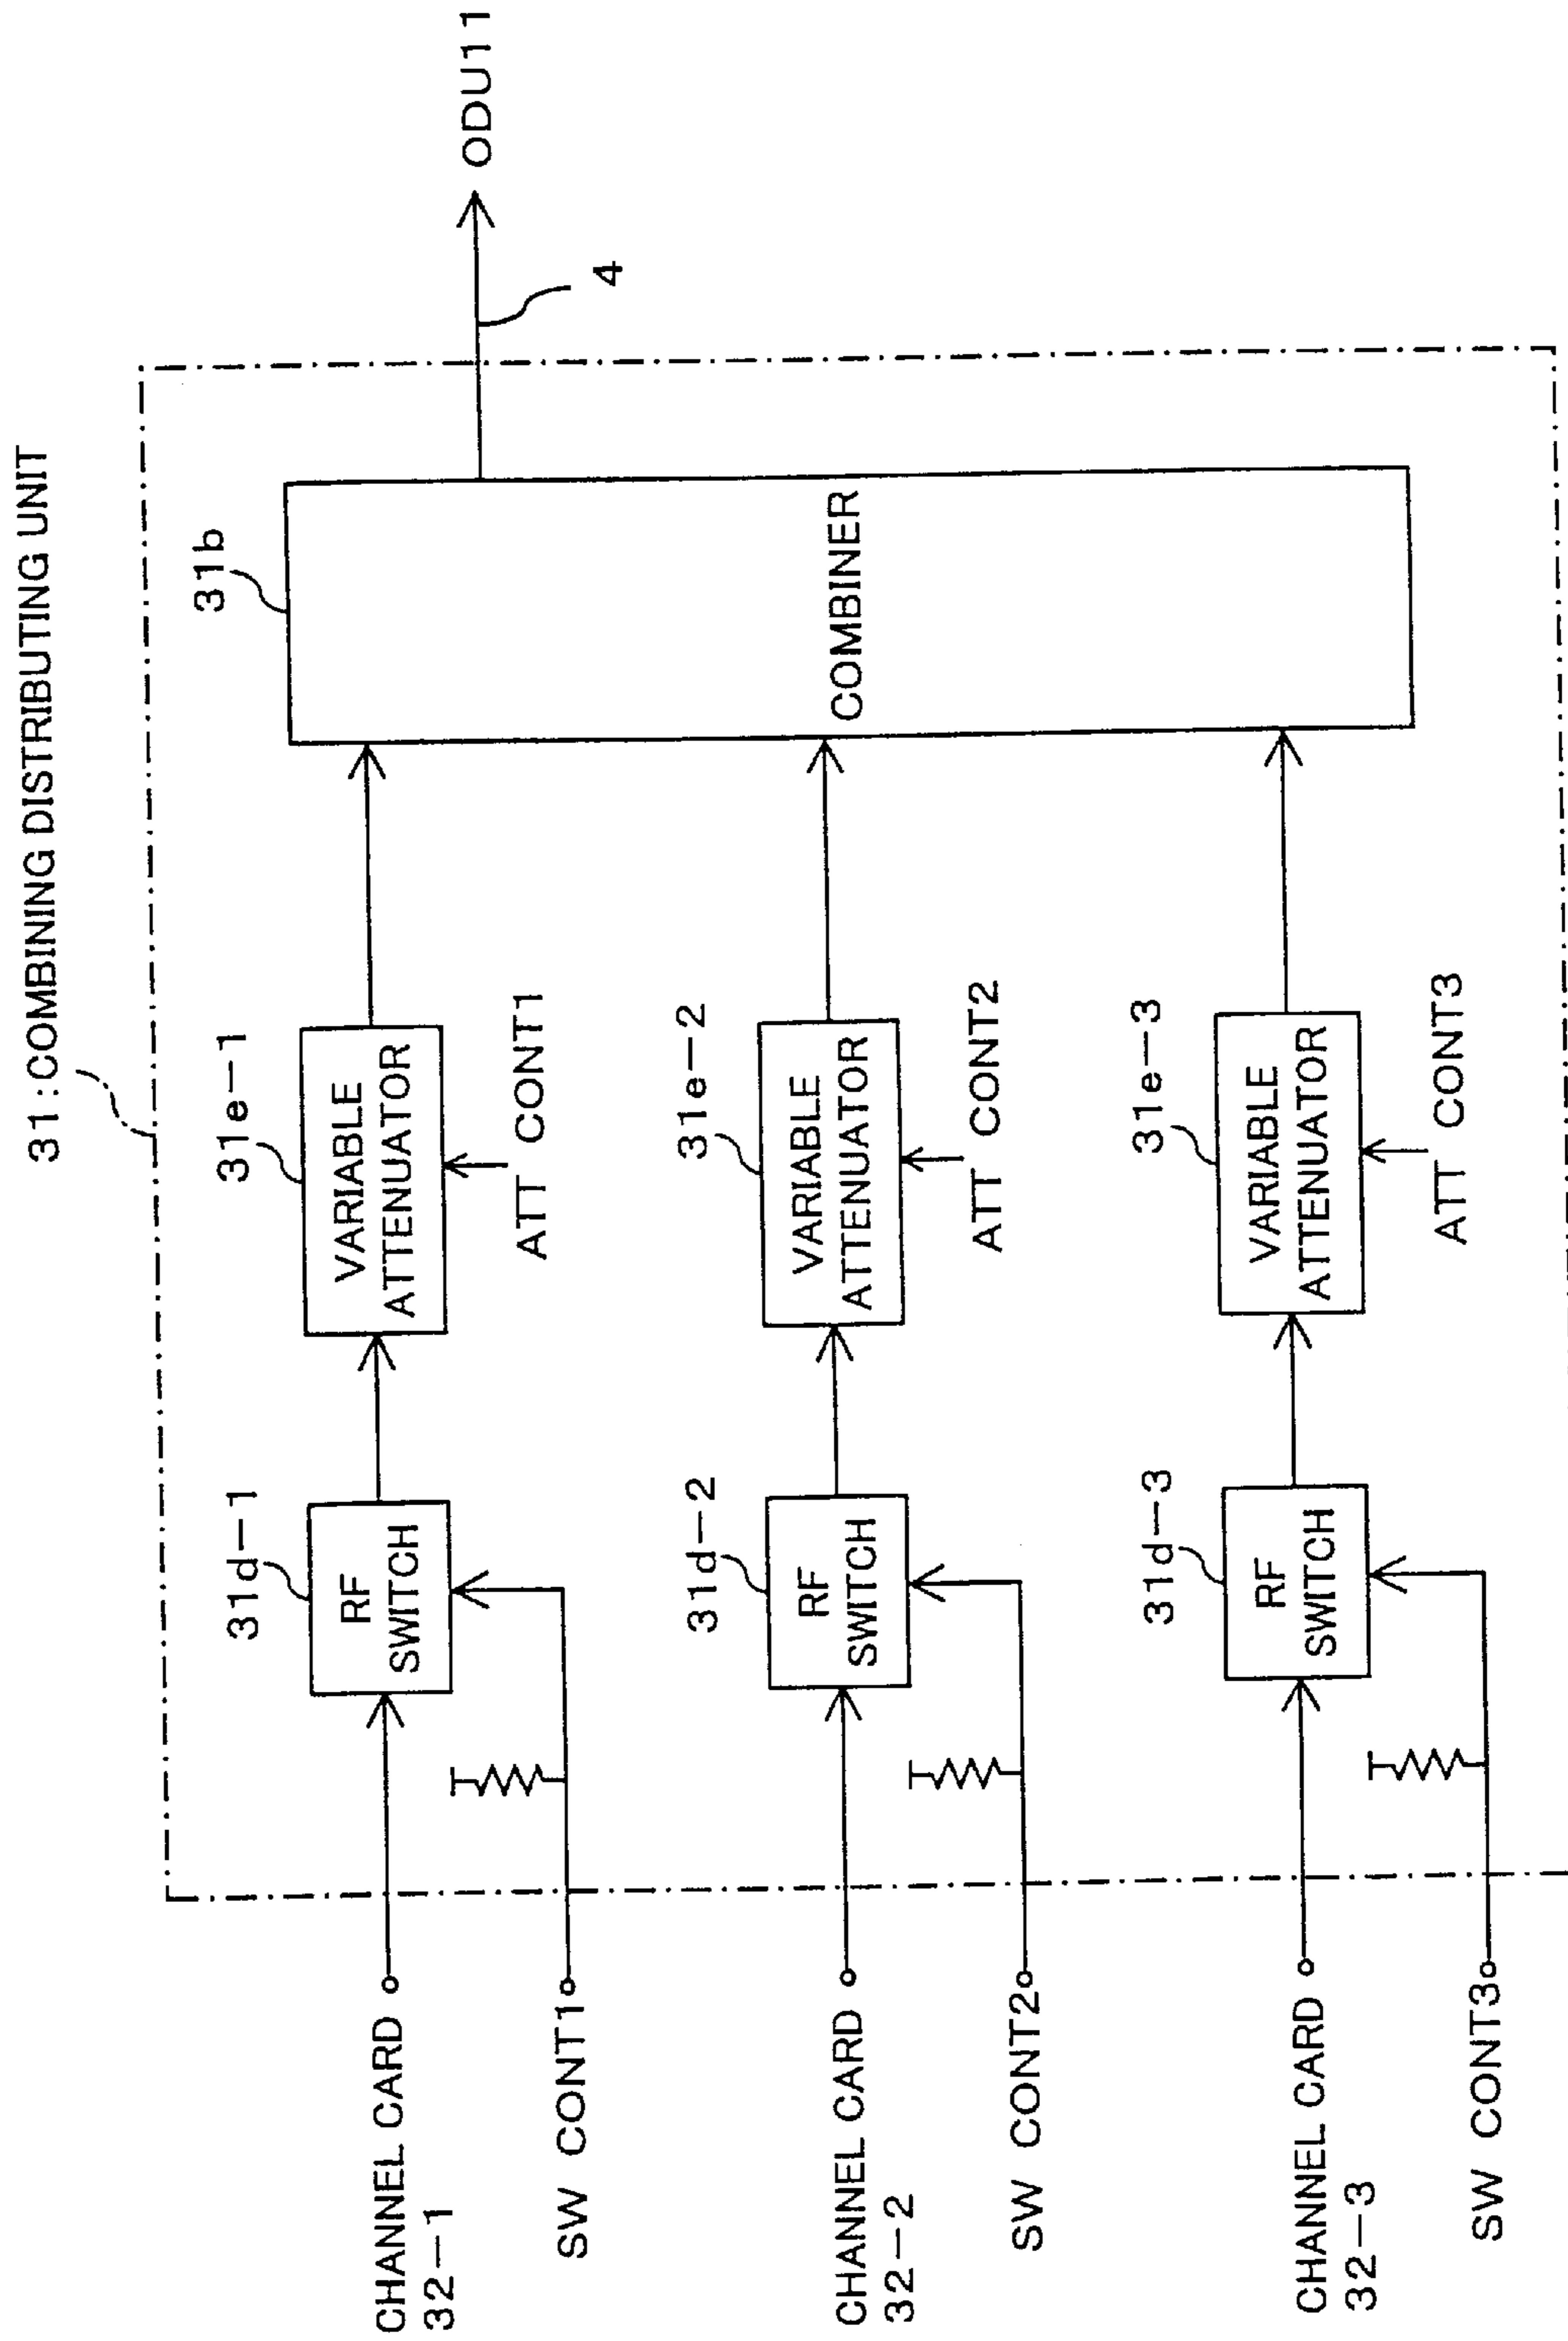 31:COMBINING DISTRIBUTING UNIT
CHANNEL CARD
32-1
SW CONT1
31d-1
RF
SWITCH
31e-1
VARIABLE
ATTENUATOR
ATT CONT1
31b
COMBINER
4
ODU11
CHANNEL CARD
32-2
SW CONT2
31d-2
RF
SWITCH
31e-2
VARIABLE
ATTENUATOR
ATT CONT2
CHANNEL CARD
32-3
SW CONT3
31d-3
RF
SWITCH
31e-3
VARIABLE
ATTENUATOR
ATT CONT3